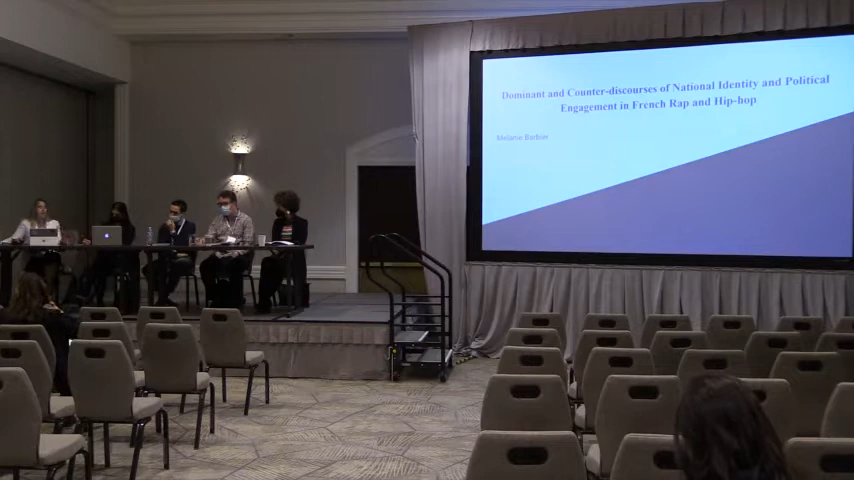 Dominant and Counter-discourses of National Identity and Political
Engagement in French Rap and Hip-hop
Melanie Barbier